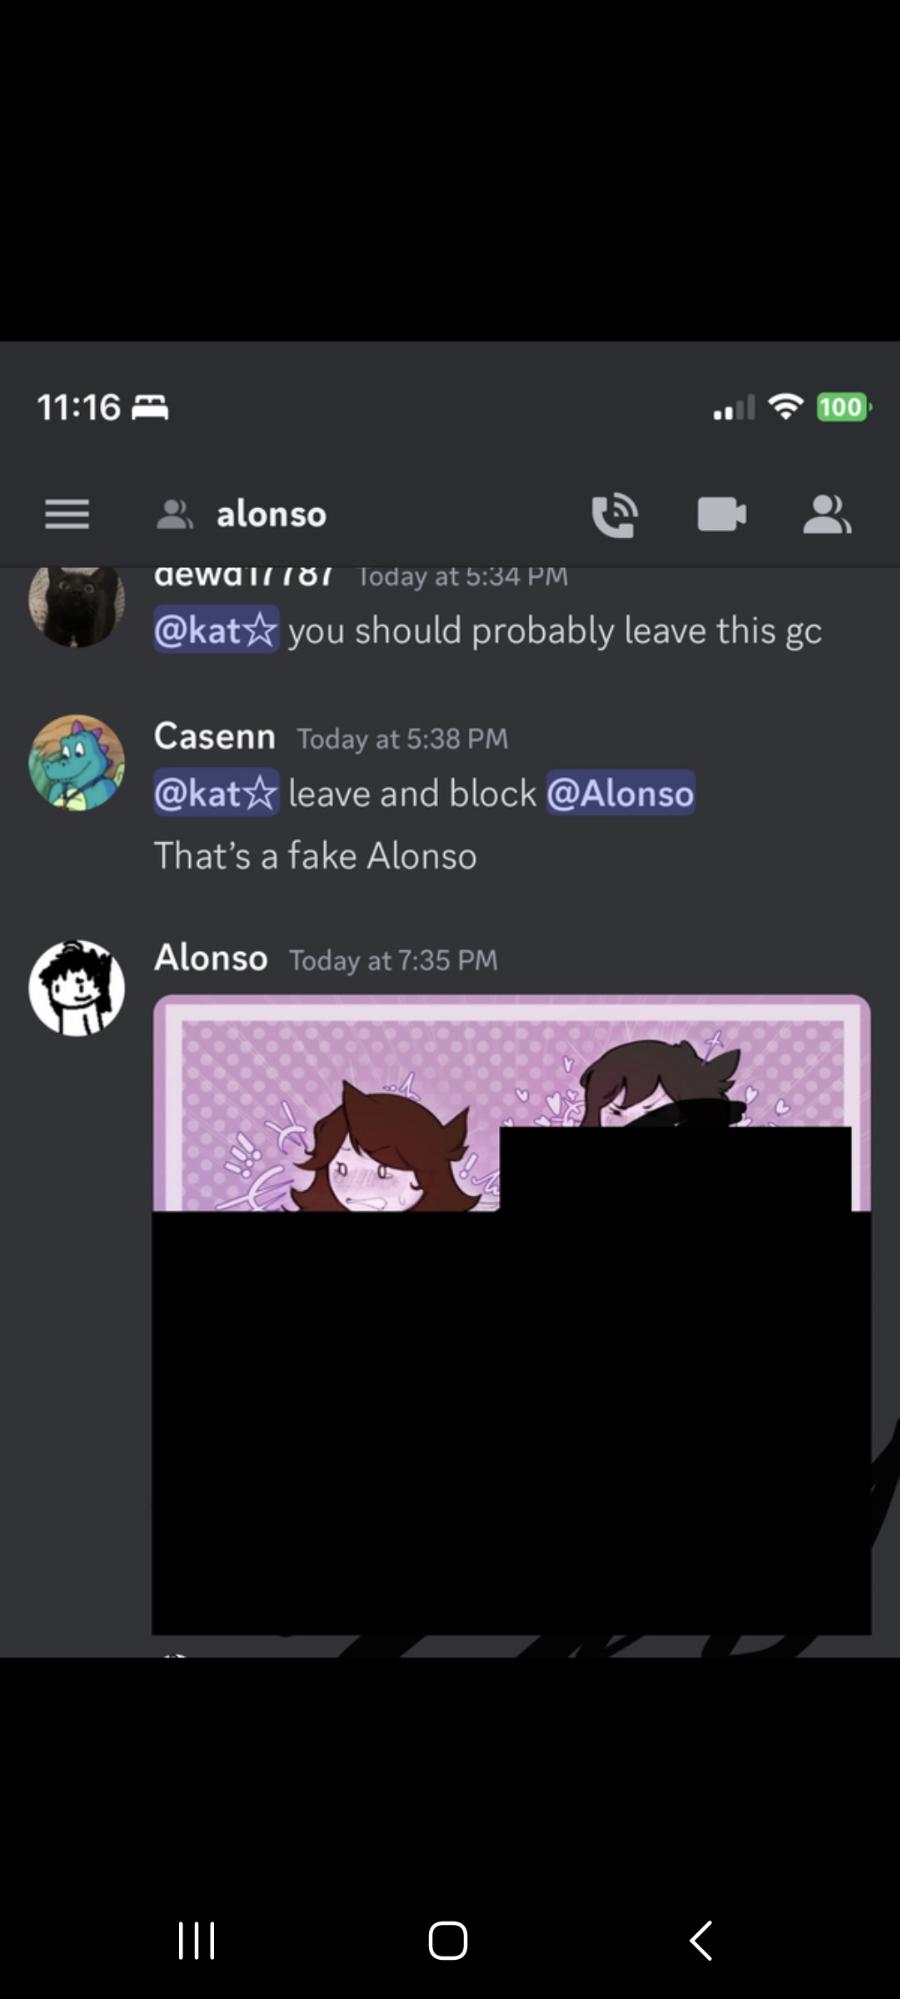 11:16
100
alonso
dewd17787 Today at 5:34 PM
@kat☆ you should probably leave this gc
Casenn Today at 5:38 PM
@kat☆ leave and block @Alonso
That's a fake Alonso
Alonso Today at 7:35 PM